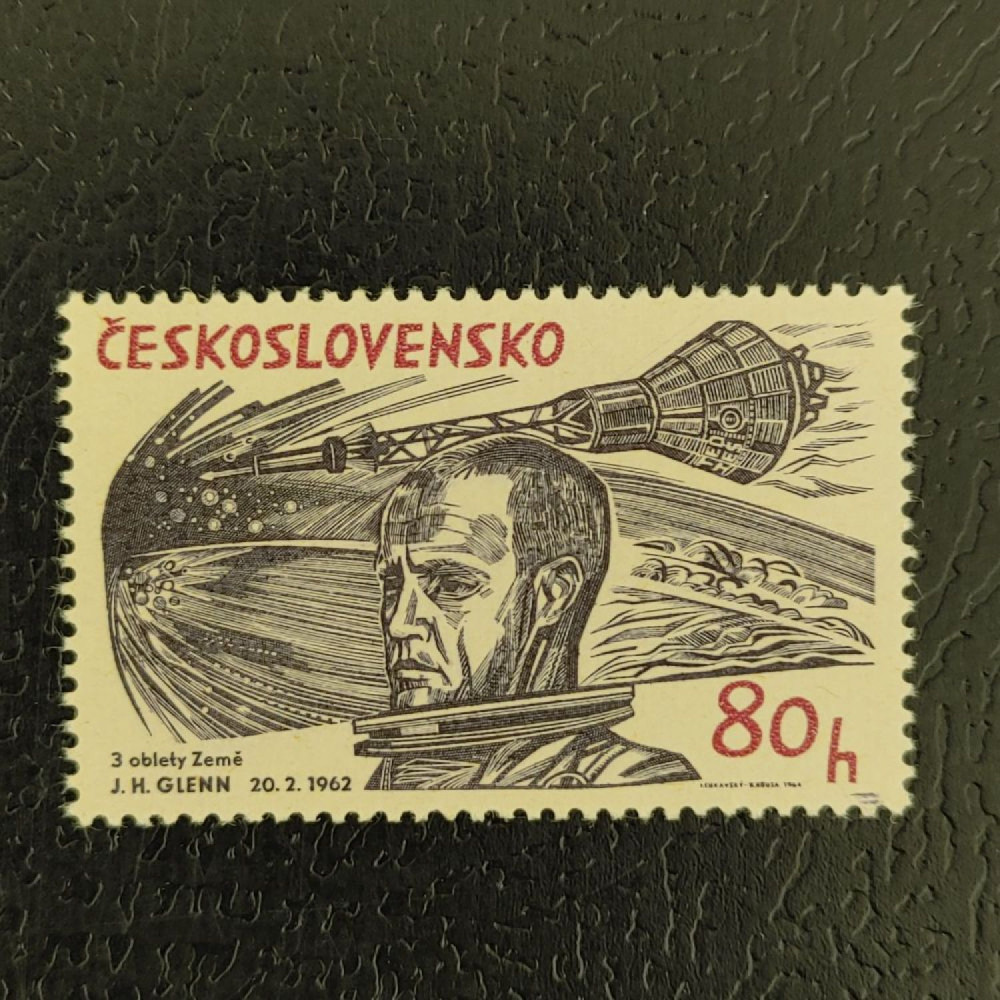 ČESKOSLOVENSKO
80h
3 oblety Země
J. H. GLENN 20. 2. 1962